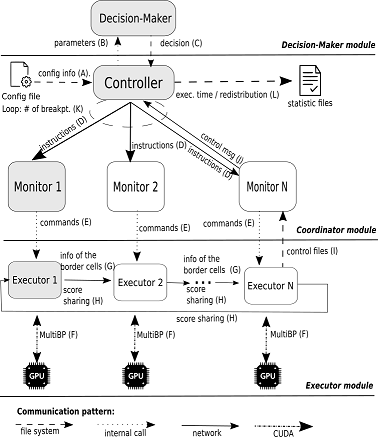 Decision-Maker
parameters (B)
decision (C)
Decision-Maker module
config info (A).
Controller
Config file
Loop: # of breakpt. (K)
exec. time / redistribution (L)
statistic files
instructions (D)
instructions (D)
control msg (J)
instructions (D)
Monitor 1
Monitor 2
Monitor N
commands (E)
commands (E)
commands (E)
Coordinator module
control files (I)
info of the
border cells (G)
info of the
border cells (G)
Executor 1
Executor 2
Executor N
score
sharing (H)
score
sharing (H)
score sharing (H)
MultiBP (F)
MultiBP (F)
MultiBP (F)
GPU
GPU
GPU
Executor module
Communication pattern:
file system
internal call
network
CUDA